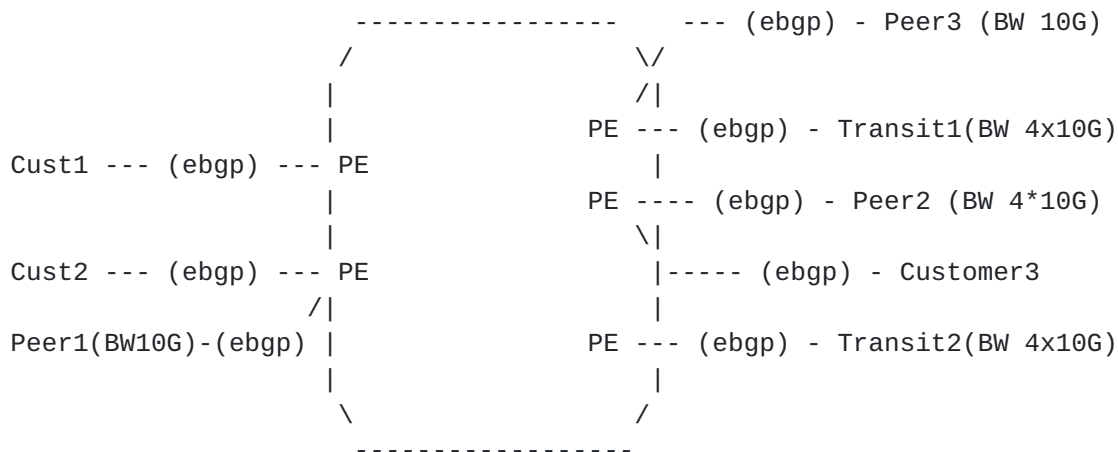 ----------------- --- (ebgp) - Peer3 (BW 10G)
/ \/
| /|
| PE --- (ebgp) - Transit1(BW 4x10G)
Cust1 --- (ebgp) --- PE |
| PE ---- (ebgp) - Peer2 (BW 4*10G)
| \|
Cust2 --- (ebgp) --- PE |----- (ebgp) - Customer3
/| |
Peer1(BW10G)-(ebgp) | PE --- (ebgp) - Transit2(BW 4x10G)
| |
\ /
------------------